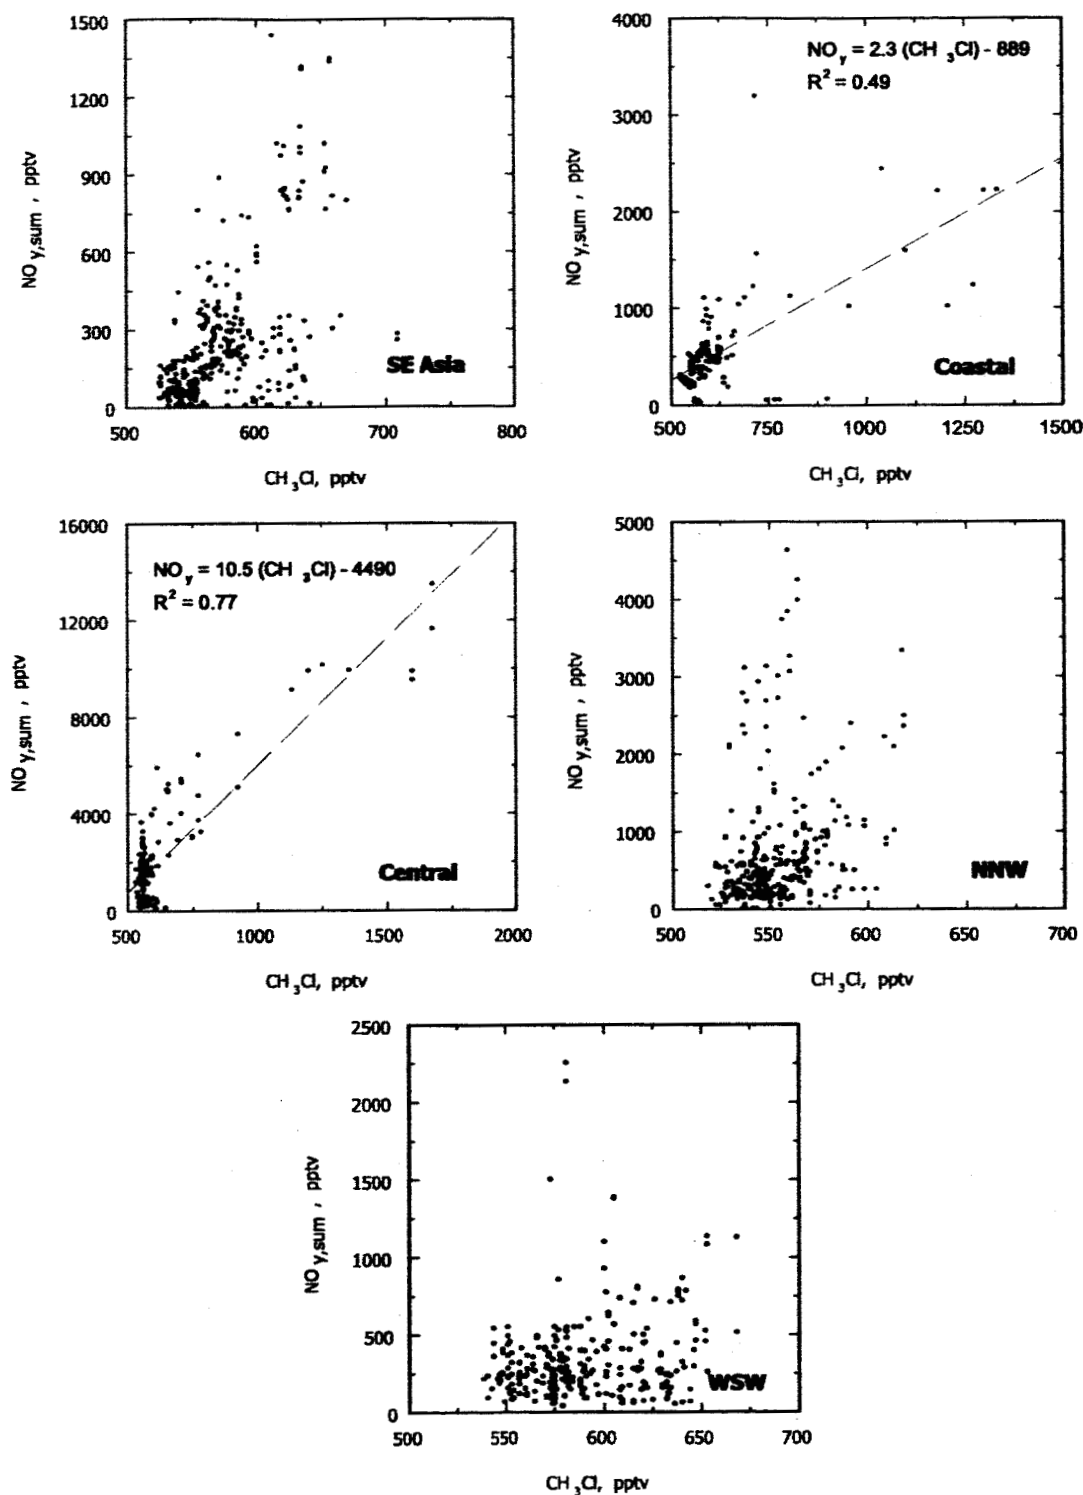 1500
1200
900
600
300
0
500
600
700
800
NO y,sum , pptv
CH 3Cl, pptv
SE Asia
4000
3000
2000
1000
0
500
750
1000
1250
1500
NO y,sum , pptv
CH 3Cl, pptv
NO y = 2.3 (CH 3Cl) - 889
R2 = 0.49
Coastal
16000
12000
8000
4000
0
500
1000
1500
2000
NO y,sum , pptv
CH 3Cl, pptv
NO y = 10.5 (CH 3Cl) - 4490
R2 = 0.77
Central
5000
4000
3000
2000
1000
0
500
550
600
650
700
NO y,sum , pptv
CH 3Cl, pptv
NNW
2500
2000
1500
1000
500
0
500
550
600
650
700
NO y,sum , pptv
CH 3Cl, pptv
WSW